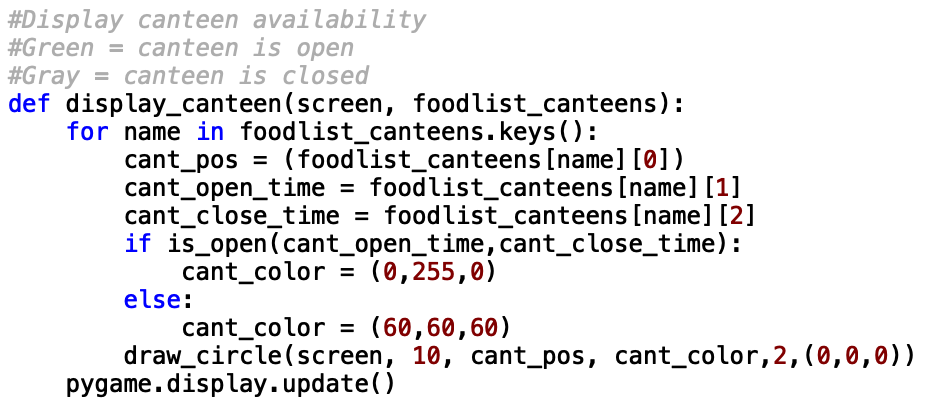 #Display canteen availability
#Green = canteen is open
#Gray = canteen is closed
def display_canteen(screen, foodlist_canteens):
    for name in foodlist_canteens.keys():
        cant_pos = (foodlist_canteens[name][0])
        cant_open_time = foodlist_canteens[name][1]
        cant_close_time = foodlist_canteens[name][2]
        if is_open(cant_open_time,cant_close_time):
            cant_color = (0,255,0)
        else:
            cant_color = (60,60,60)
        draw_circle(screen, 10, cant_pos, cant_color,2,(0,0,0))
    pygame.display.update()